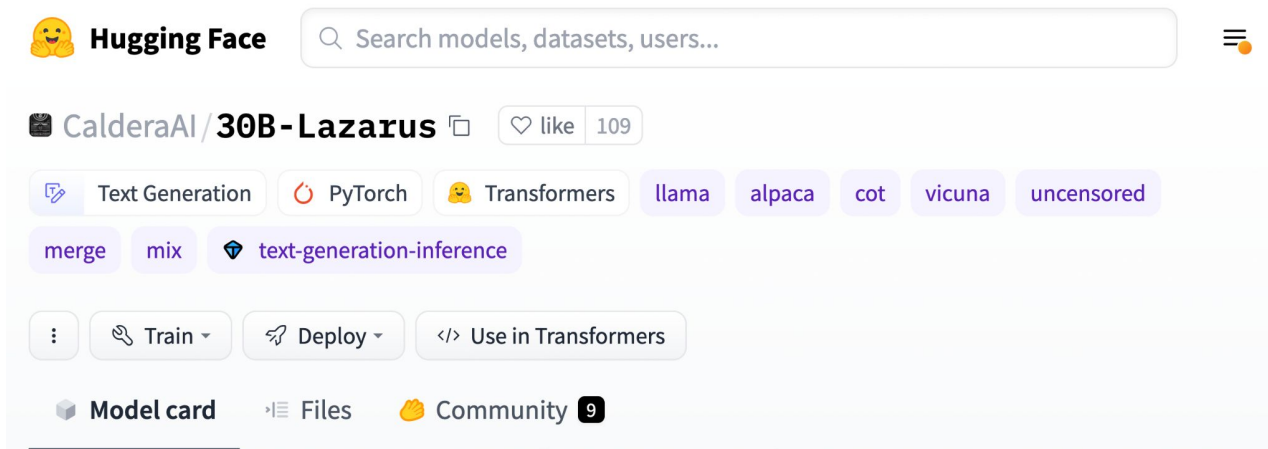 Hugging Face Search models, datasets, users...
CalderaAI/30B-Lazarus like 109
Text Generation PyTorch Transformers llama alpaca cot vicuna uncensored
merge mix text-generation-inference
Train Deploy </> Use in Transformers
Model card Files Community 9